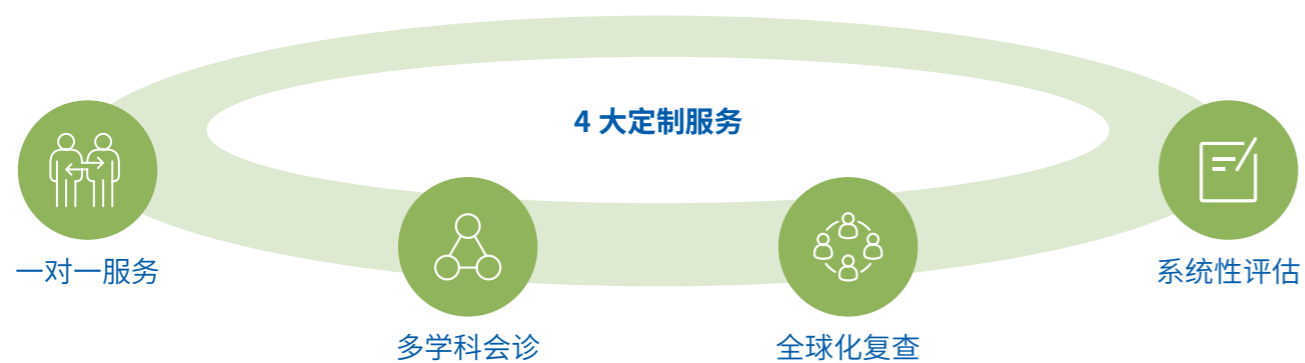 4 大定制服务
一对一服务
多学科会诊
全球化复查
系统性评估